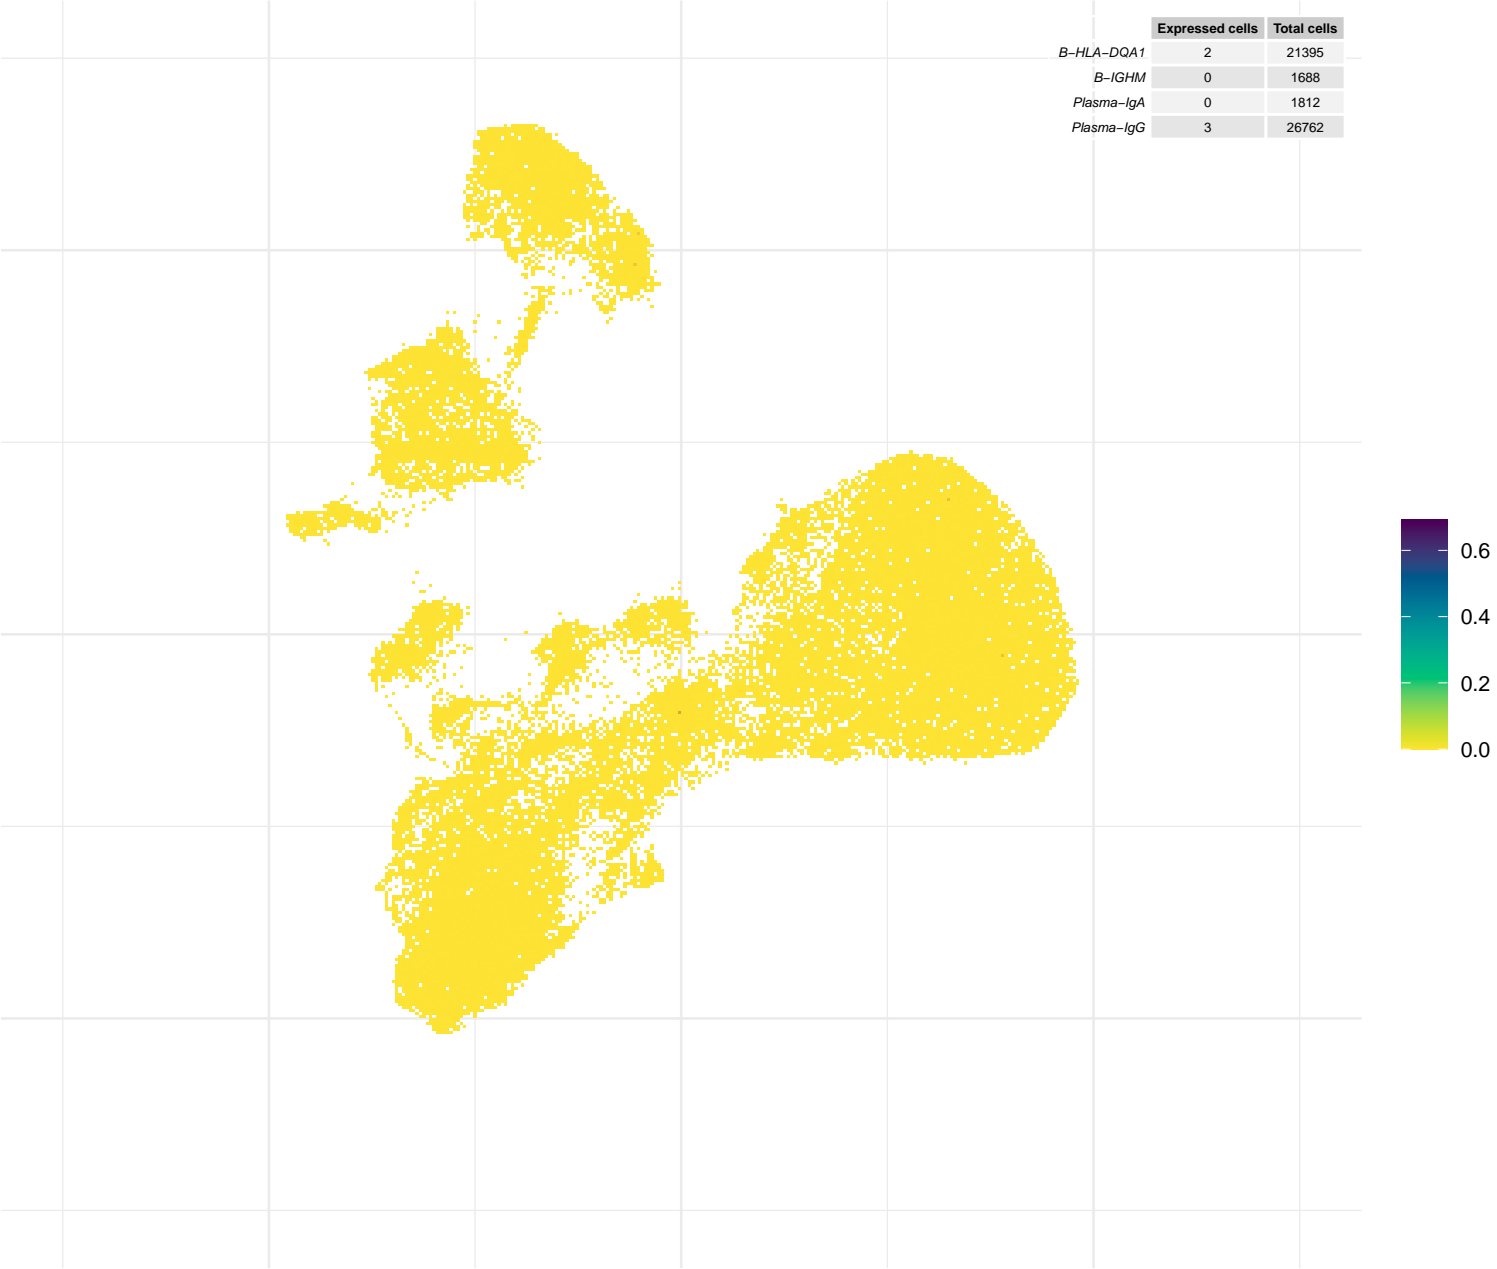 Expressed cells Total cells
B−HLA−DQA1 2 21395
B−IGHM 0 1688
Plasma−IgA 0 1812
Plasma−IgG 3 26762
0.6
0.4
0.2
0.0